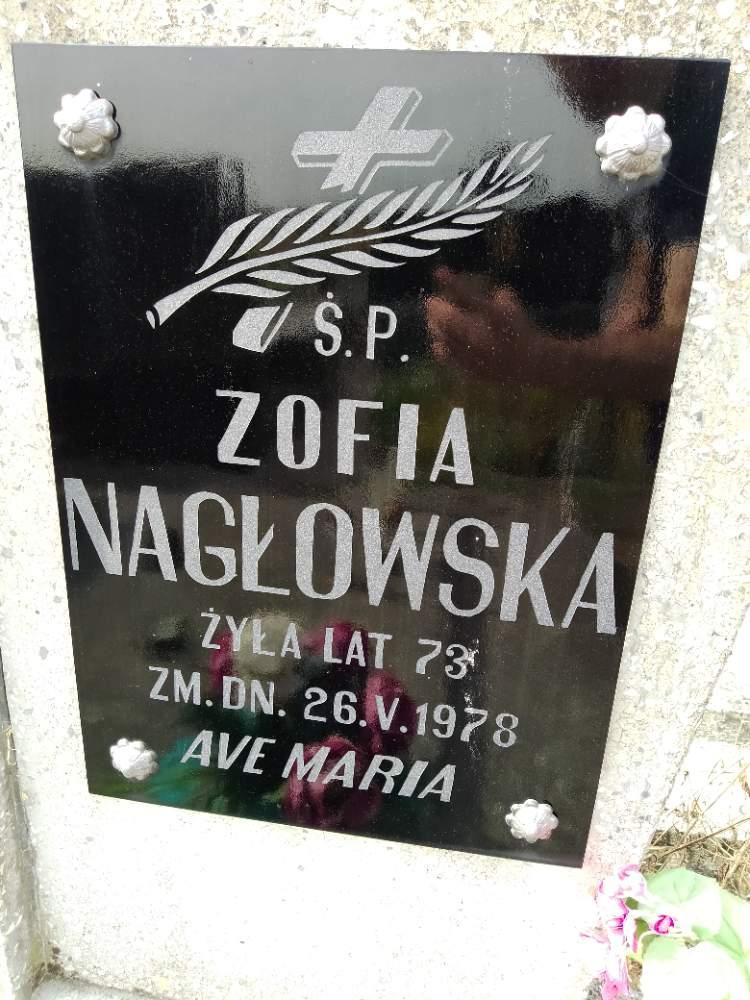 Ś.P.
ZOFIA
NAGŁOWSKA
ŻYŁA LAT 73
ZM. DN. 26.V.1978
AVE MARIA